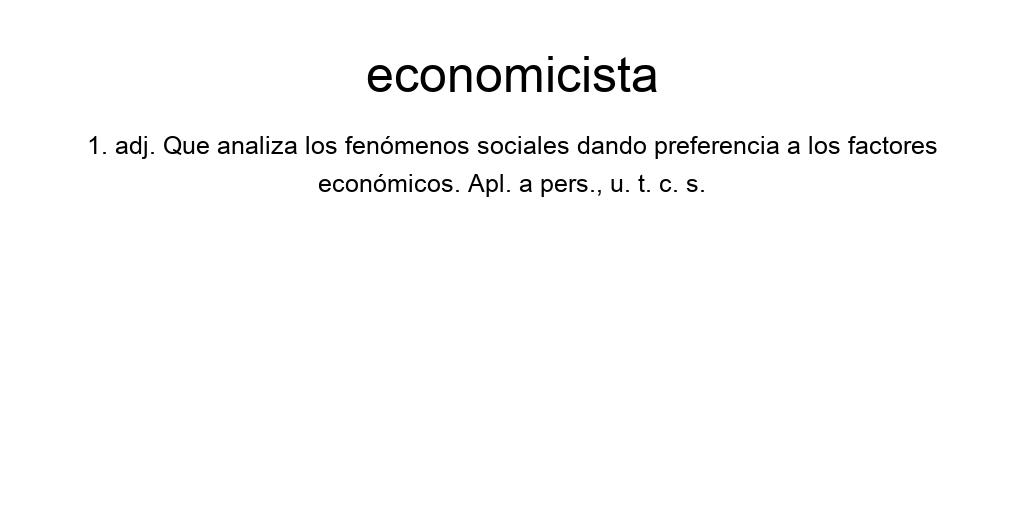 economicista
1. adj. Que analiza los fenómenos sociales dando preferencia a los factores
económicos. Apl. a pers., u. t. c. s.